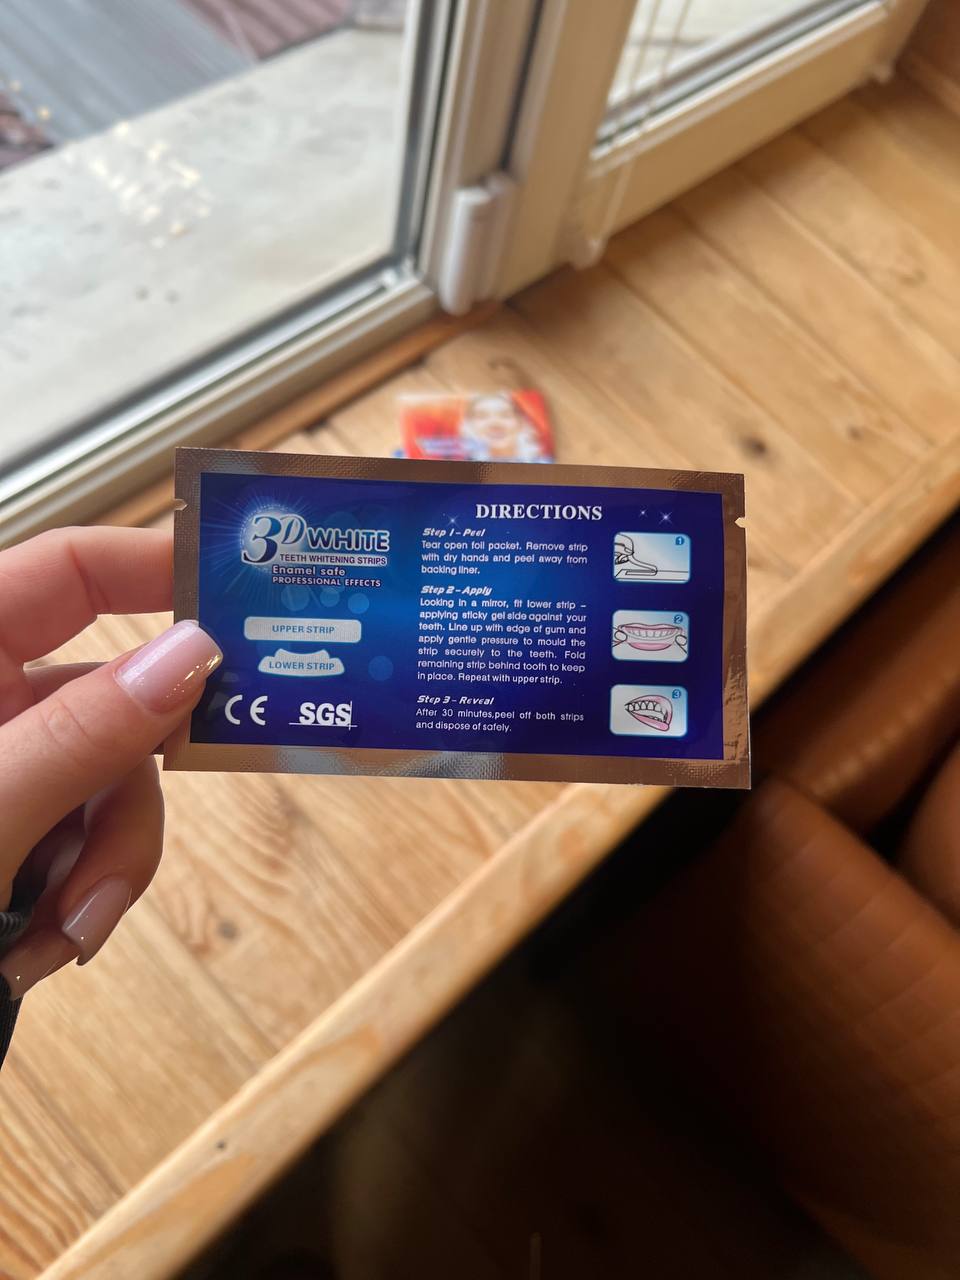 3D WHITE
TEETH WHITENING STRIPS
Enamel safe
PROFESSIONAL EFFECTS
UPPER STRIP
LOWER STRIP
CE SGS
DIRECTIONS
Step 1 - Peel
Tear open foil packet. Remove strip
with dry hands and peel away from
backing liner.
Step 2 - Apply
Looking in a mirror, fit lower strip –
applying sticky gel side against your
teeth. Line up with edge of gum and
apply gentle pressure to mould the
strip securely to the teeth. Fold
remaining strip behind tooth to keep
in place. Repeat with upper strip.
Step 3 - Reveal
After 30 minutes,peel off both strips
and dispose of safely.
1
2
3